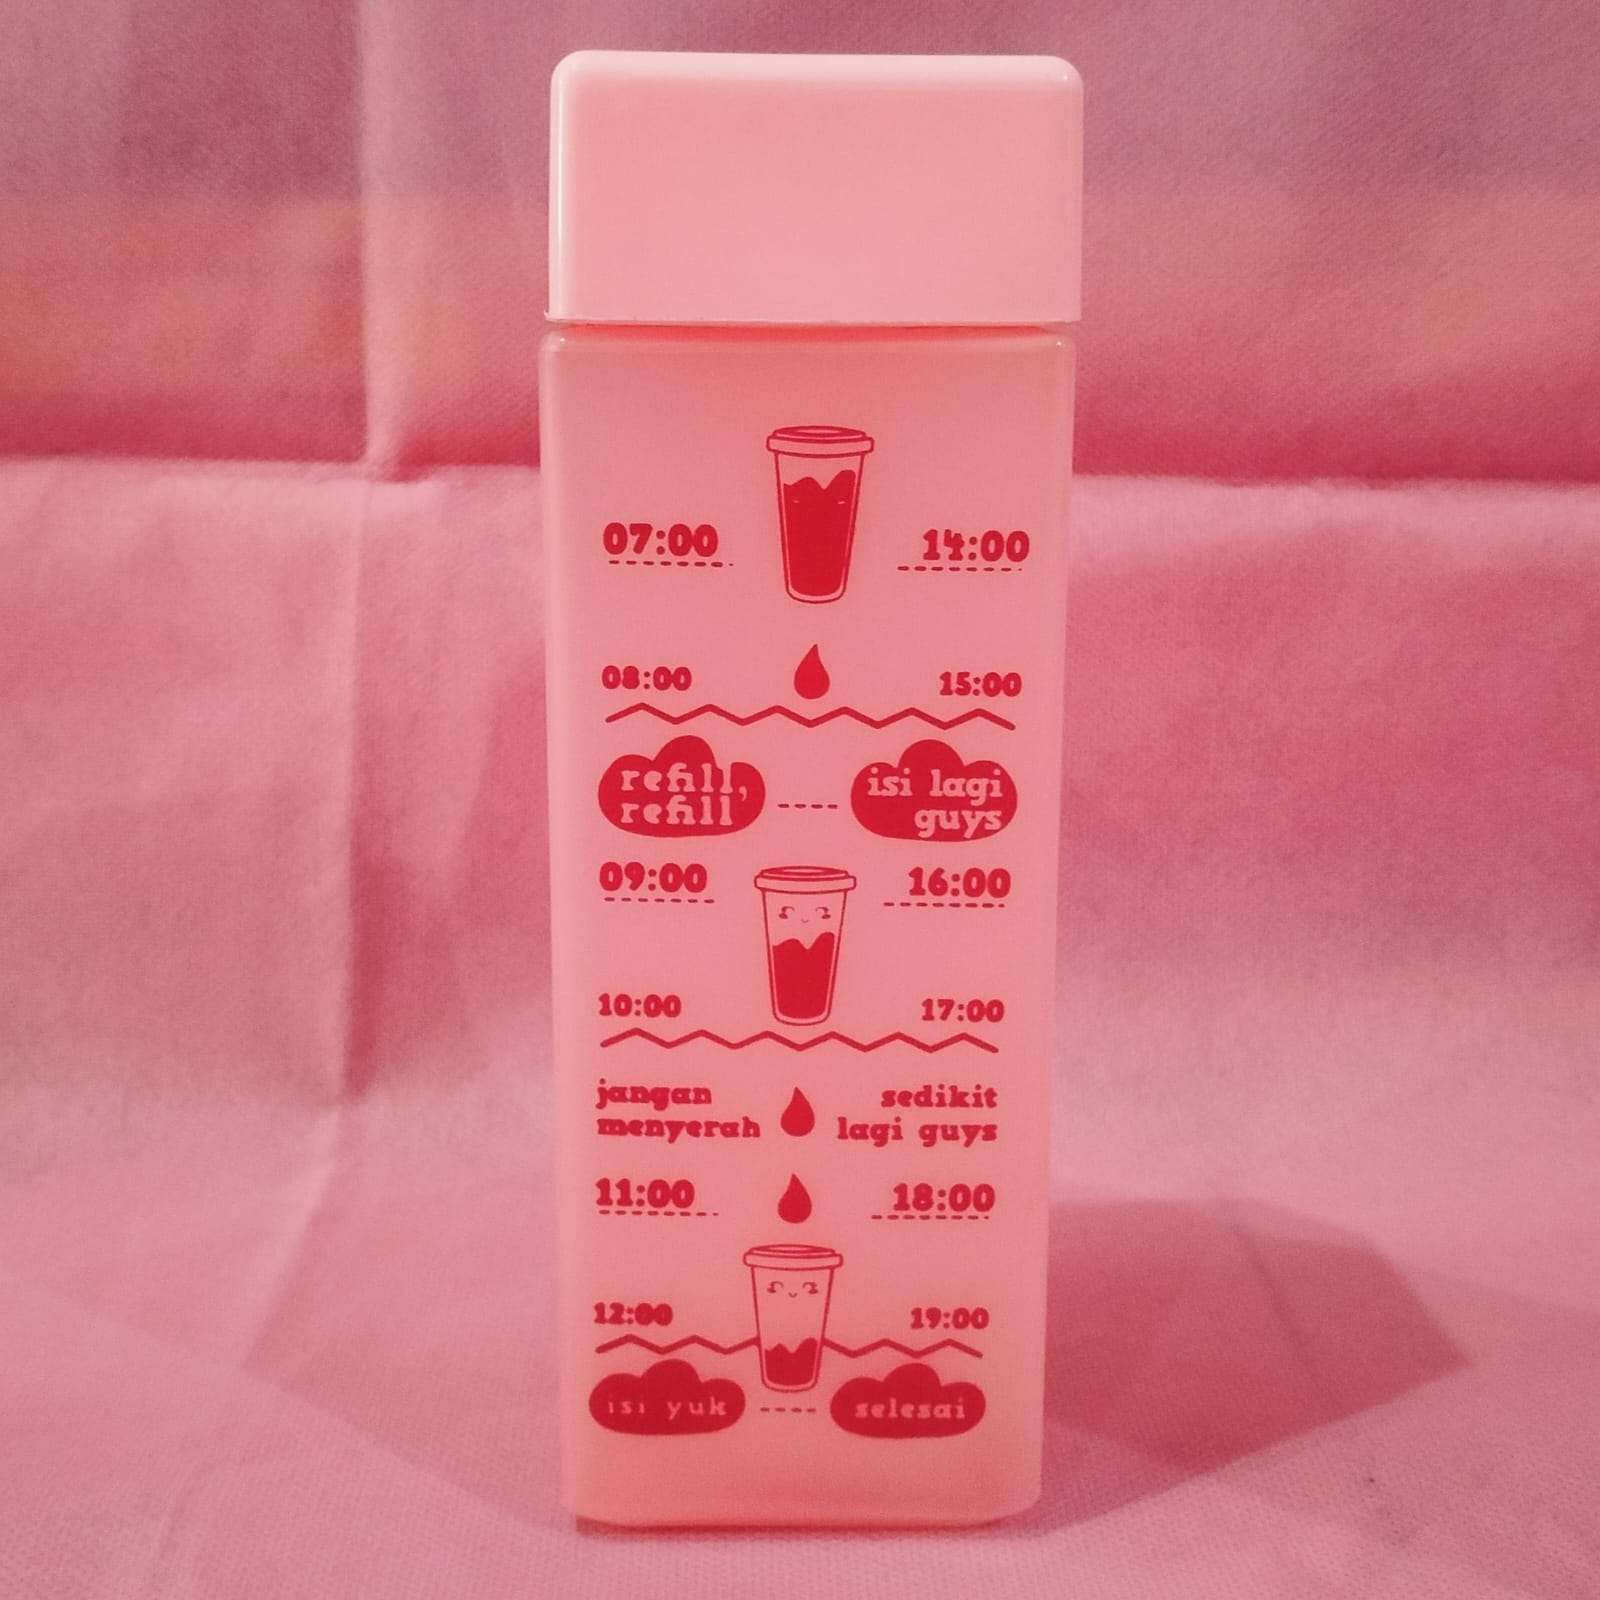 07:00 14:00
08:00 15:00
refill, isi lagi
refill guys
09:00 16:00
10:00 17:00
jangan sedikit
menyerah lagi guys
11:00 18:00
12:00 19:00
isi yuk selesai